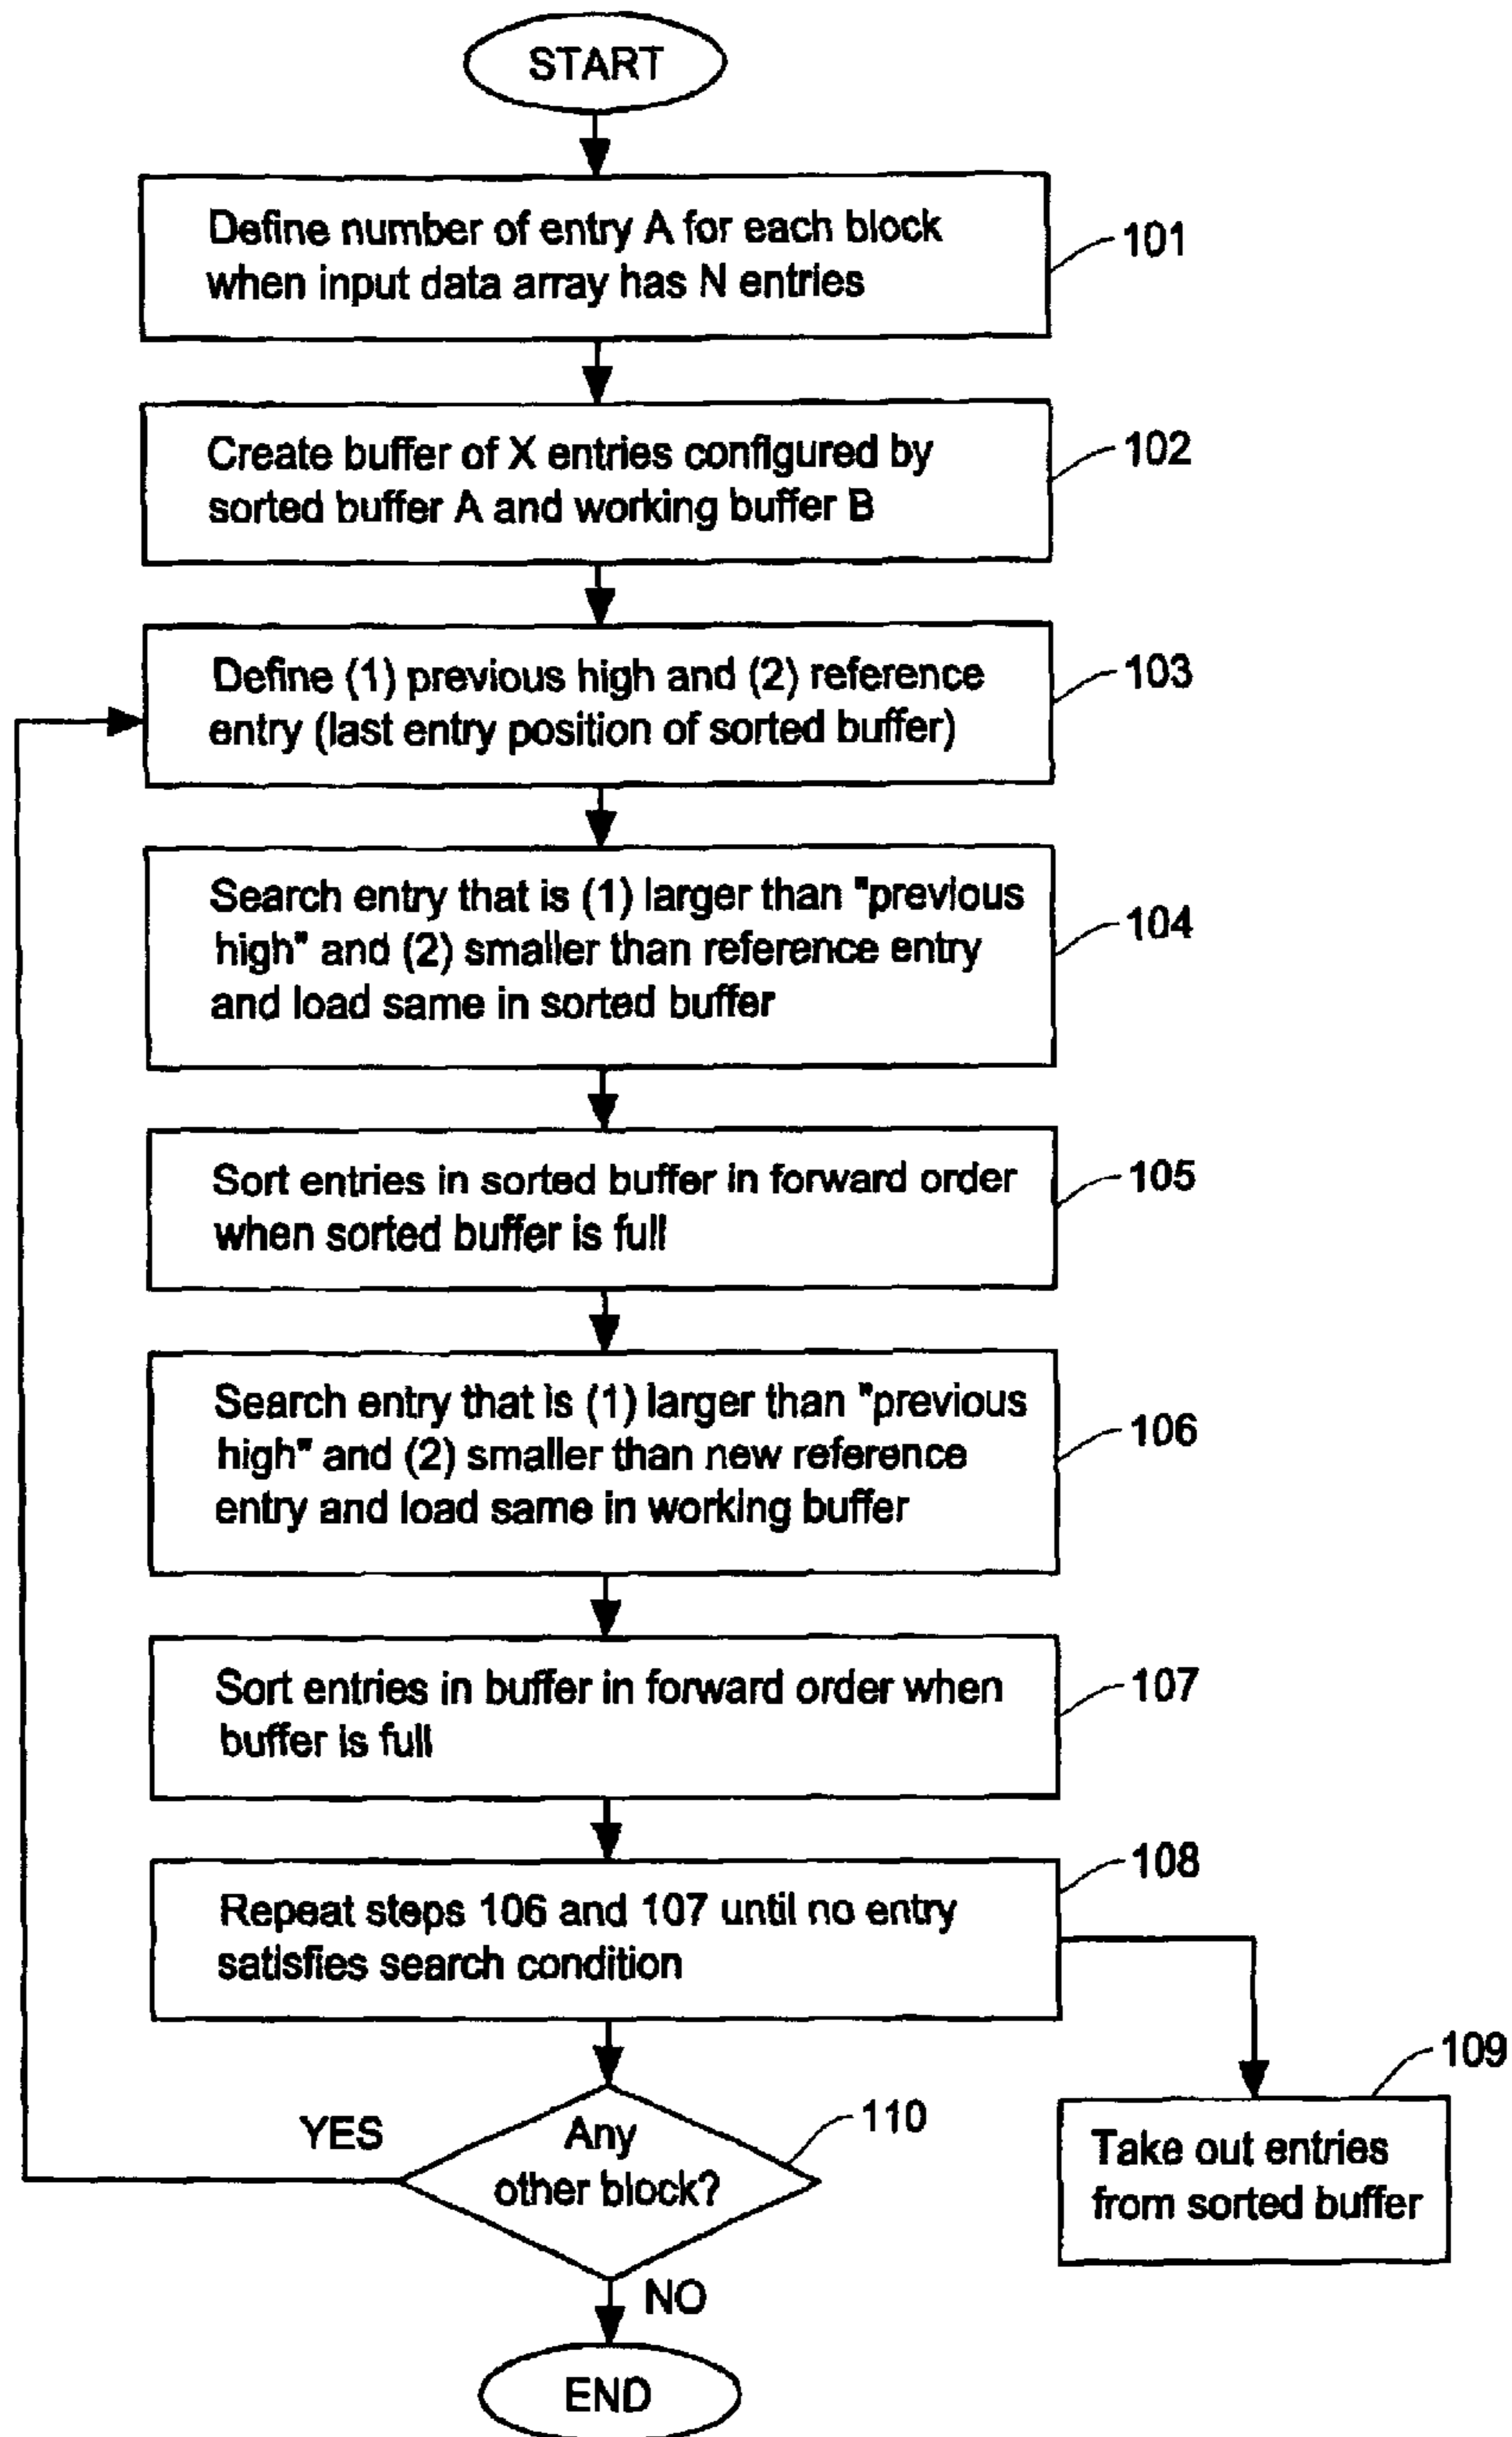 START
Define number of entry A for each block
when input data array has N entries
101
Create buffer of X entries configured by
sorted buffer A and working buffer B
102
Define (1) previous high and (2) reference
entry (last entry position of sorted buffer)
103
Search entry that is (1) larger than "previous
high" and (2) smaller than reference entry
and load same in sorted buffer
104
Sort entries in sorted buffer in forward order
when sorted buffer is full
105
Search entry that is (1) larger than "previous
high" and (2) smaller than new reference
entry and load same in working buffer
106
Sort entries in buffer in forward order when
buffer is full
107
Repeat steps 106 and 107 until no entry
satisfies search condition
108
109
Take out entries
from sorted buffer
YES
Any
other block?
110
NO
END